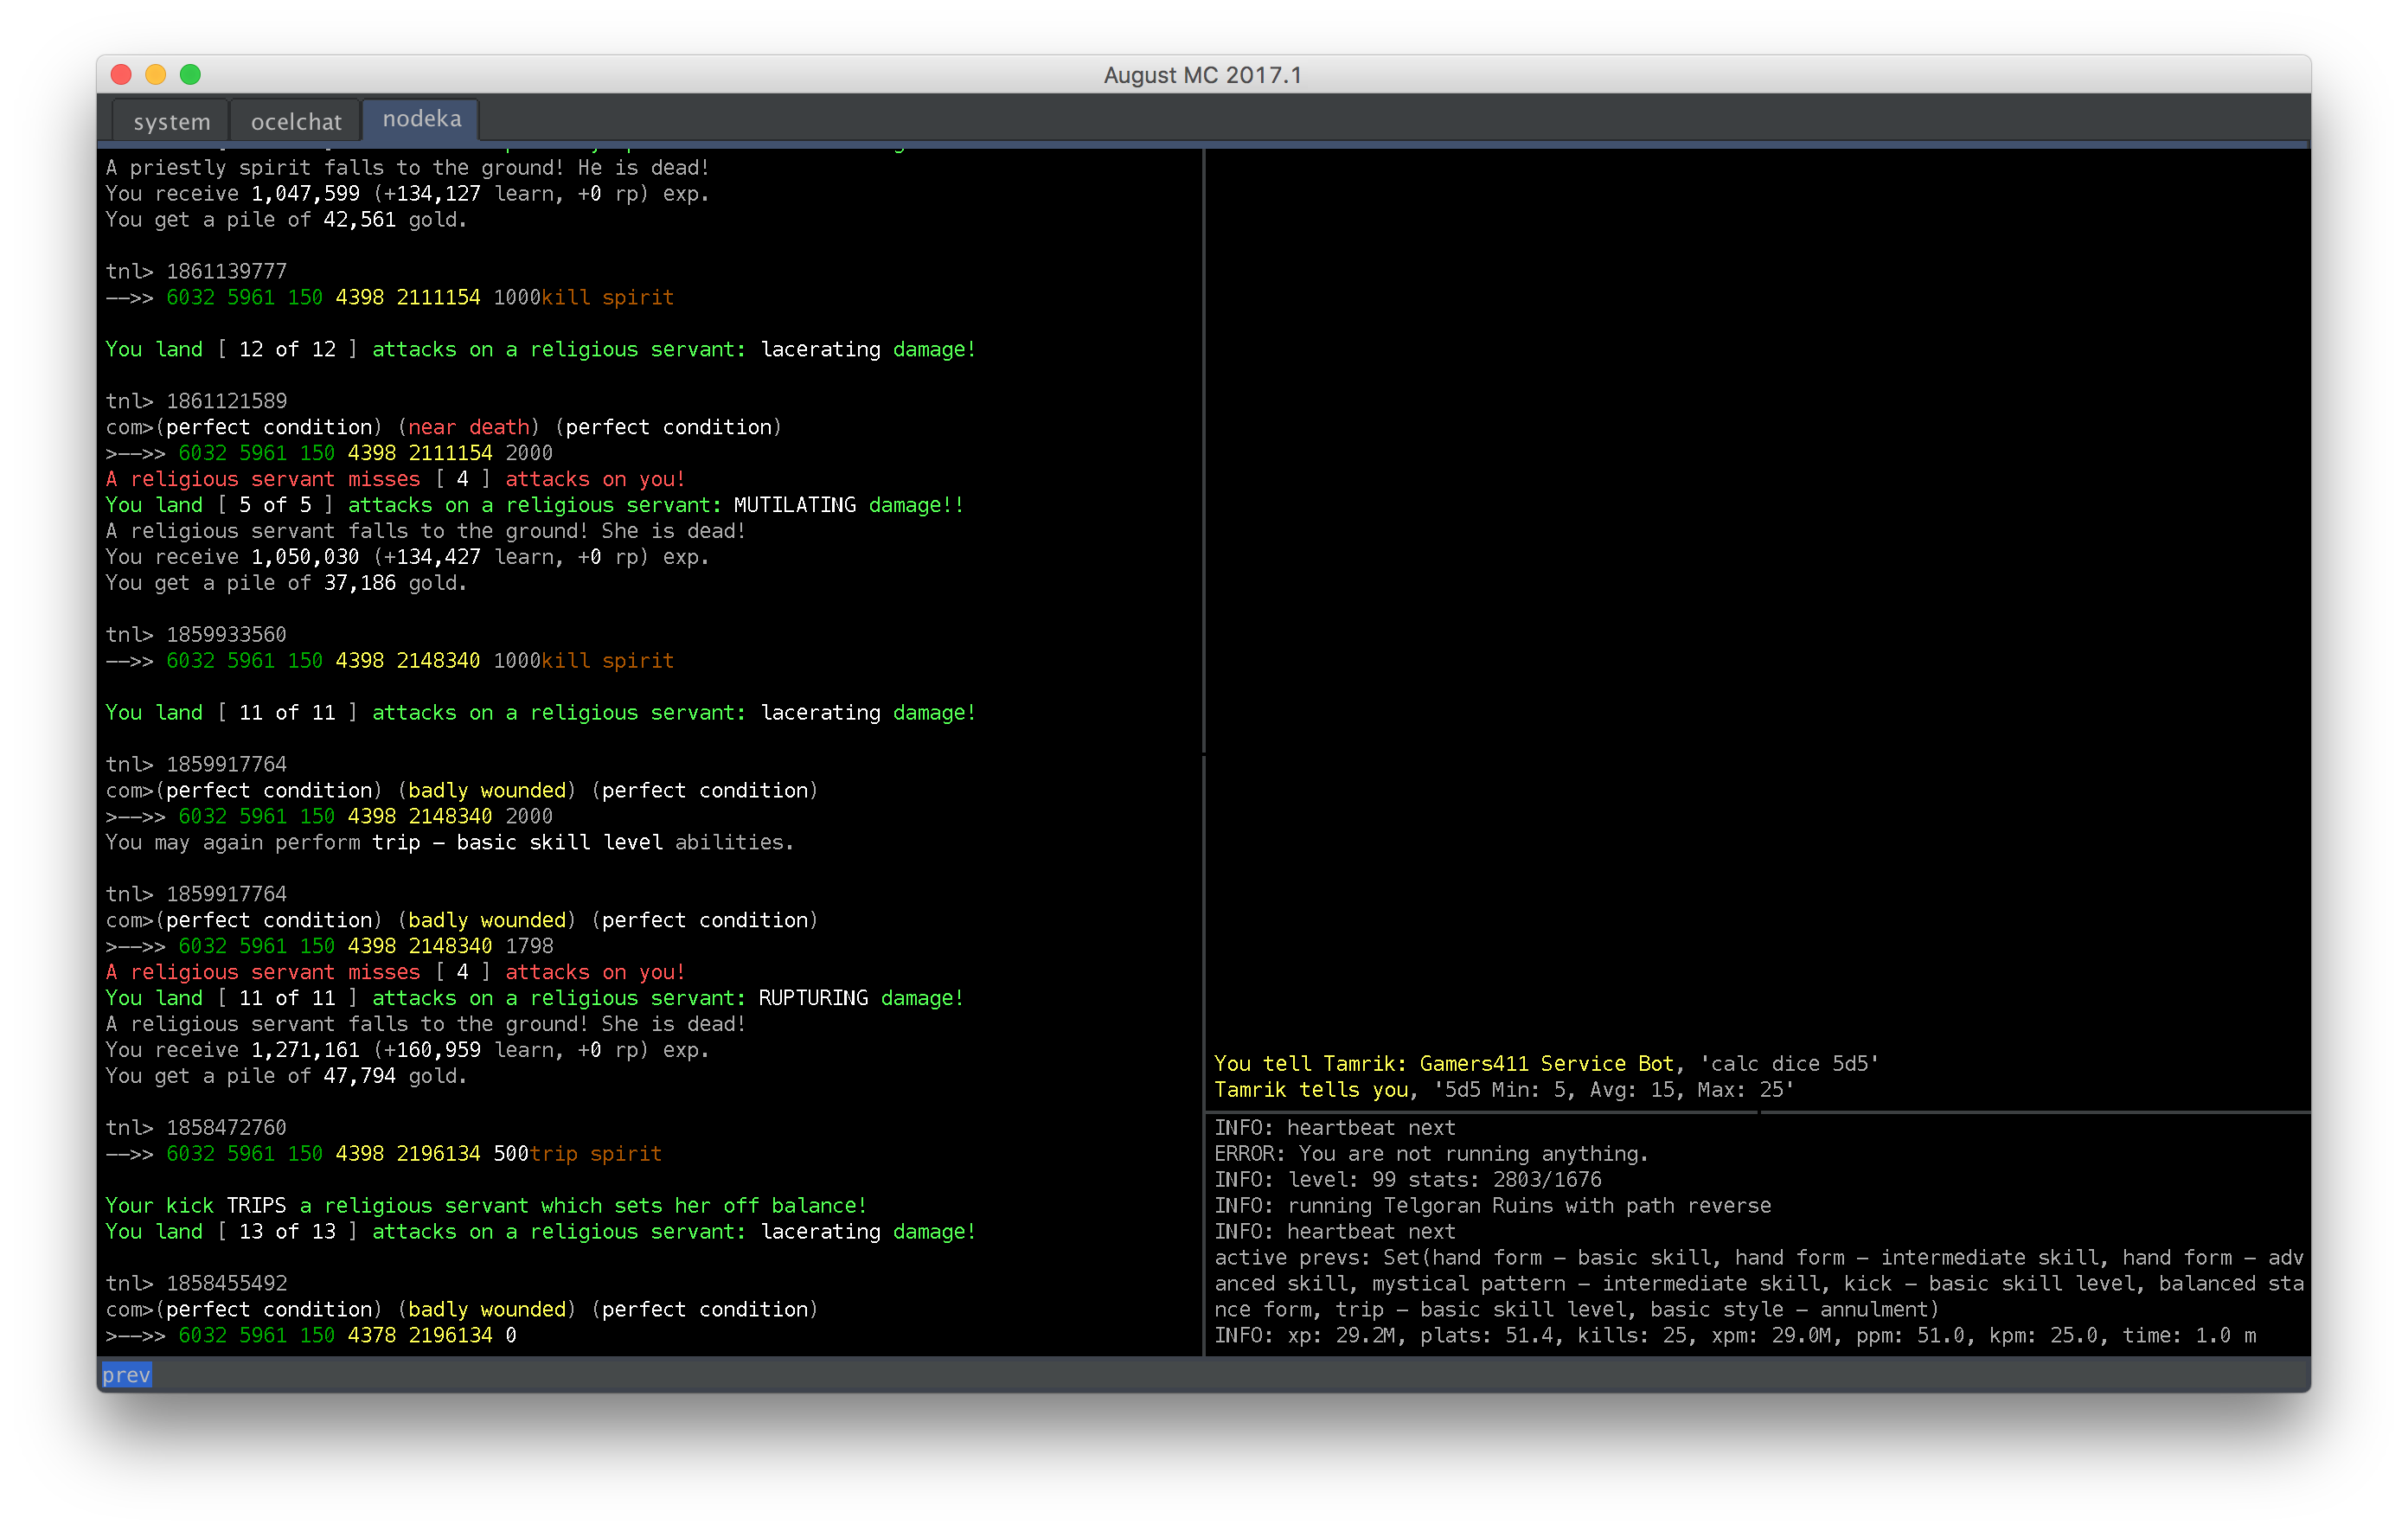 August MC 2017.1
system
ocelchat
nodeka
A priestly spirit falls to the ground! He is dead!
You receive 1,047,599 (+134,127 learn, +0 rp) exp.
You get a pile of 42,561 gold.
tnl> 1861139777
-->> 6032 5961 150 4398 2111154 1000kill spirit
You land [ 12 of 12 ] attacks on a religious servant: lacerating damage!
tnl> 1861121589
com>(perfect condition) (near death) (perfect condition)
>-->> 6032 5961 150 4398 2111154 2000
A religious servant misses [ 4 ] attacks on you!
You land [ 5 of 5 ] attacks on a religious servant: MUTILATING damage!!
A religious servant falls to the ground! She is dead!
You receive 1,050,030 (+134,427 learn, +0 rp) exp.
You get a pile of 37,186 gold.
tnl> 1859933560
-->> 6032 5961 150 4398 2148340 1000kill spirit
You land [ 11 of 11 ] attacks on a religious servant: lacerating damage!
tnl> 1859917764
com>(perfect condition) (badly wounded) (perfect condition)
>-->> 6032 5961 150 4398 2148340 2000
You may again perform trip - basic skill level abilities.
tnl> 1859917764
com>(perfect condition) (badly wounded) (perfect condition)
>-->> 6032 5961 150 4398 2148340 1798
A religious servant misses [ 4 ] attacks on you!
You land [ 11 of 11 ] attacks on a religious servant: RUPTURING damage!
A religious servant falls to the ground! She is dead!
You receive 1,271,161 (+160,959 learn, +0 rp) exp.
You get a pile of 47,794 gold.
tnl> 1858472760
-->> 6032 5961 150 4398 2196134 500trip spirit
Your kick TRIPS a religious servant which sets her off balance!
You land [ 13 of 13 ] attacks on a religious servant: lacerating damage!
tnl> 1858455492
com>(perfect condition) (badly wounded) (perfect condition)
>-->> 6032 5961 150 4378 2196134 0
You tell Tamrik: Gamers411 Service Bot, 'calc dice 5d5'
Tamrik tells you, '5d5 Min: 5, Avg: 15, Max: 25'
INFO: heartbeat next
ERROR: You are not running anything.
INFO: level: 99 stats: 2803/1676
INFO: running Telgoran Ruins with path reverse
INFO: heartbeat next
active prevs: Set(hand form - basic skill, hand form - intermediate skill, hand form - adv
anced skill, mystical pattern - intermediate skill, kick - basic skill level, balanced sta
nce form, trip - basic skill level, basic style - annulment)
INFO: xp: 29.2M, plats: 51.4, kills: 25, xpm: 29.0M, ppm: 51.0, kpm: 25.0, time: 1.0 m
prev